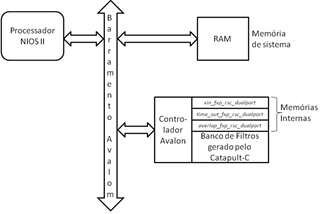 Processador
NIOS II
Barramento Avalom
RAM
Memória
de sistema
Contro-
lador
Avalon
xin_fxp_rsc_dualport
time_out_fxp_rsc_dualport
overlap_fxp_rsc_dualport
Banco de Filtros
gerado pelo
Catapult-C
Memórias
Internas